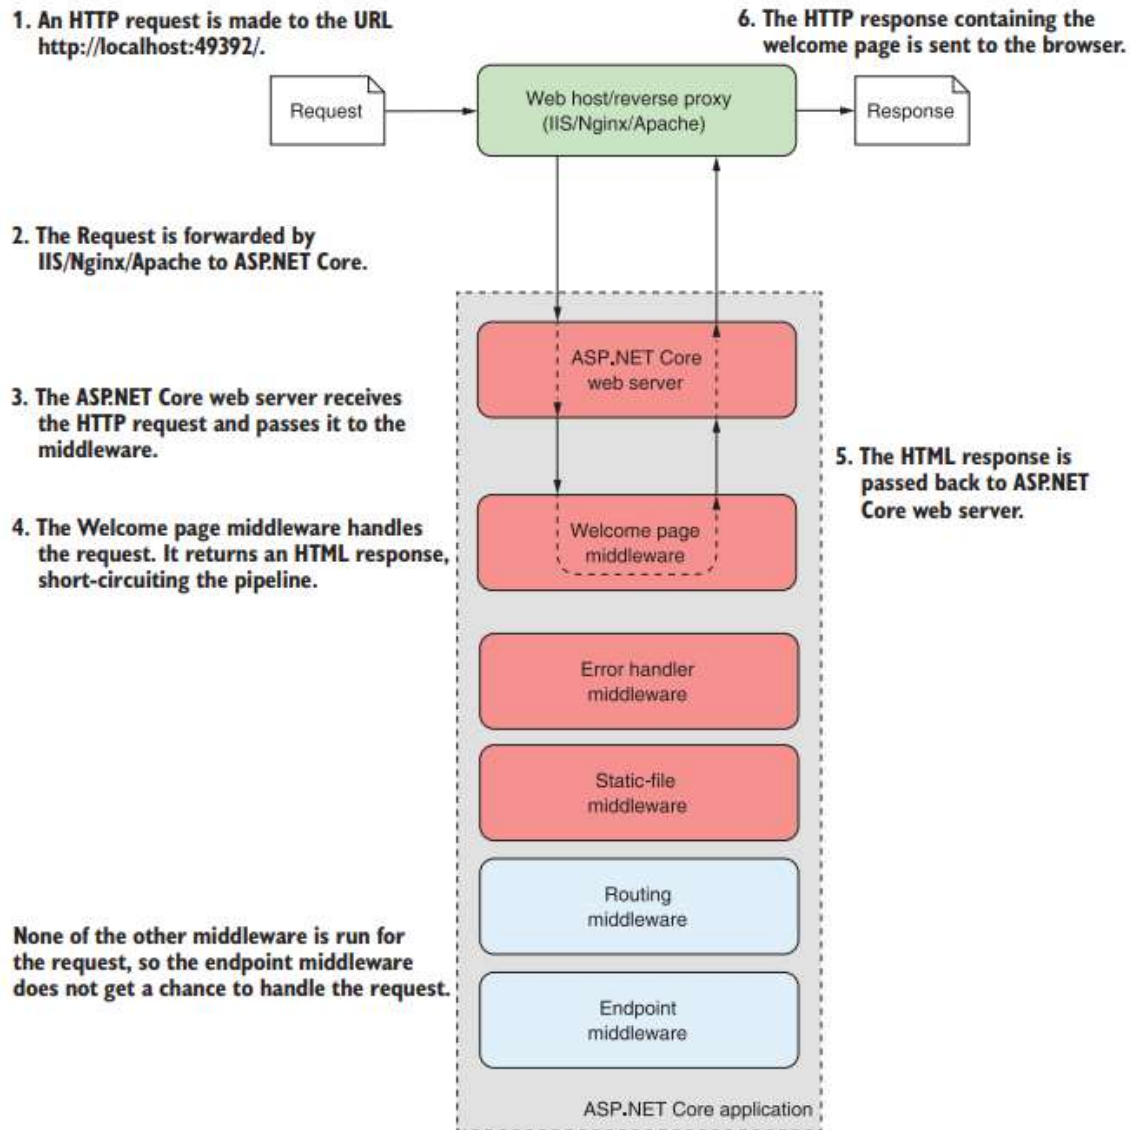 1. An HTTP request is made to the URL
http://localhost:49392/.
6. The HTTP response containing the
welcome page is sent to the browser.
Request
Web host/reverse proxy
(IIS/Nginx/Apache)
Response
2. The Request is forwarded by
IIS/Nginx/Apache to ASP.NET Core.
ASP.NET Core
web server
3. The ASP.NET Core web server receives
the HTTP request and passes it to the
middleware.
5. The HTML response is
passed back to ASP.NET
Core web server.
4. The Welcome page middleware handles
the request. It returns an HTML response,
short-circuiting the pipeline.
Welcome page
middleware
Error handler
middleware
Static-file
middleware
Routing
middleware
None of the other middleware is run for
the request, so the endpoint middleware
does not get a chance to handle the request.
Endpoint
middleware
ASP.NET Core application